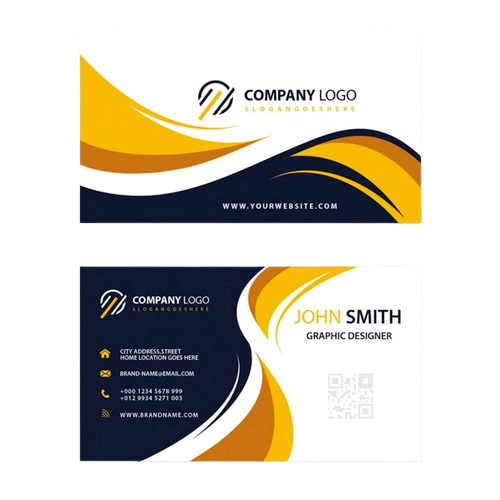 COMPANY LOGO
SLOGANGOESHERE
WWW.YOURWEBSITE.COM
COMPANY LOGO
SLOGANGOESHERE
CITY ADDRESS,STREET
HOME LOCATION GOES HERE
BRAND-NAME@EMAIL.COM
+000 1234 5678 999
+012 9934 5271 003
WWW.BRANDNAME.COM
JOHN SMITH
GRAPHIC DESIGNER